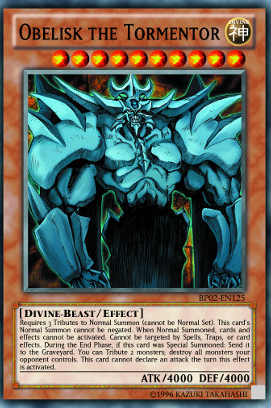 OBELISK THE TORMENTOR
DIVINE
神
BP02-EN125
[DIVINE-BEAST/EFFECT]
Requires 3 Tributes to Normal Summon (cannot be Normal Set). This card's
Normal Summon cannot be negated. When Normal Summoned, cards and
effects cannot be activated. Cannot be targeted by Spells, Traps, or card
effects. During the End Phase, if this card was Special Summoned: Send it
to the Graveyard. You can Tribute 2 monsters; destroy all monsters your
opponent controls. This card cannot declare an attack the turn this effect
is activated.
ATK/4000 DEF/4000
©1996 KAZUKI TAKAHASHI